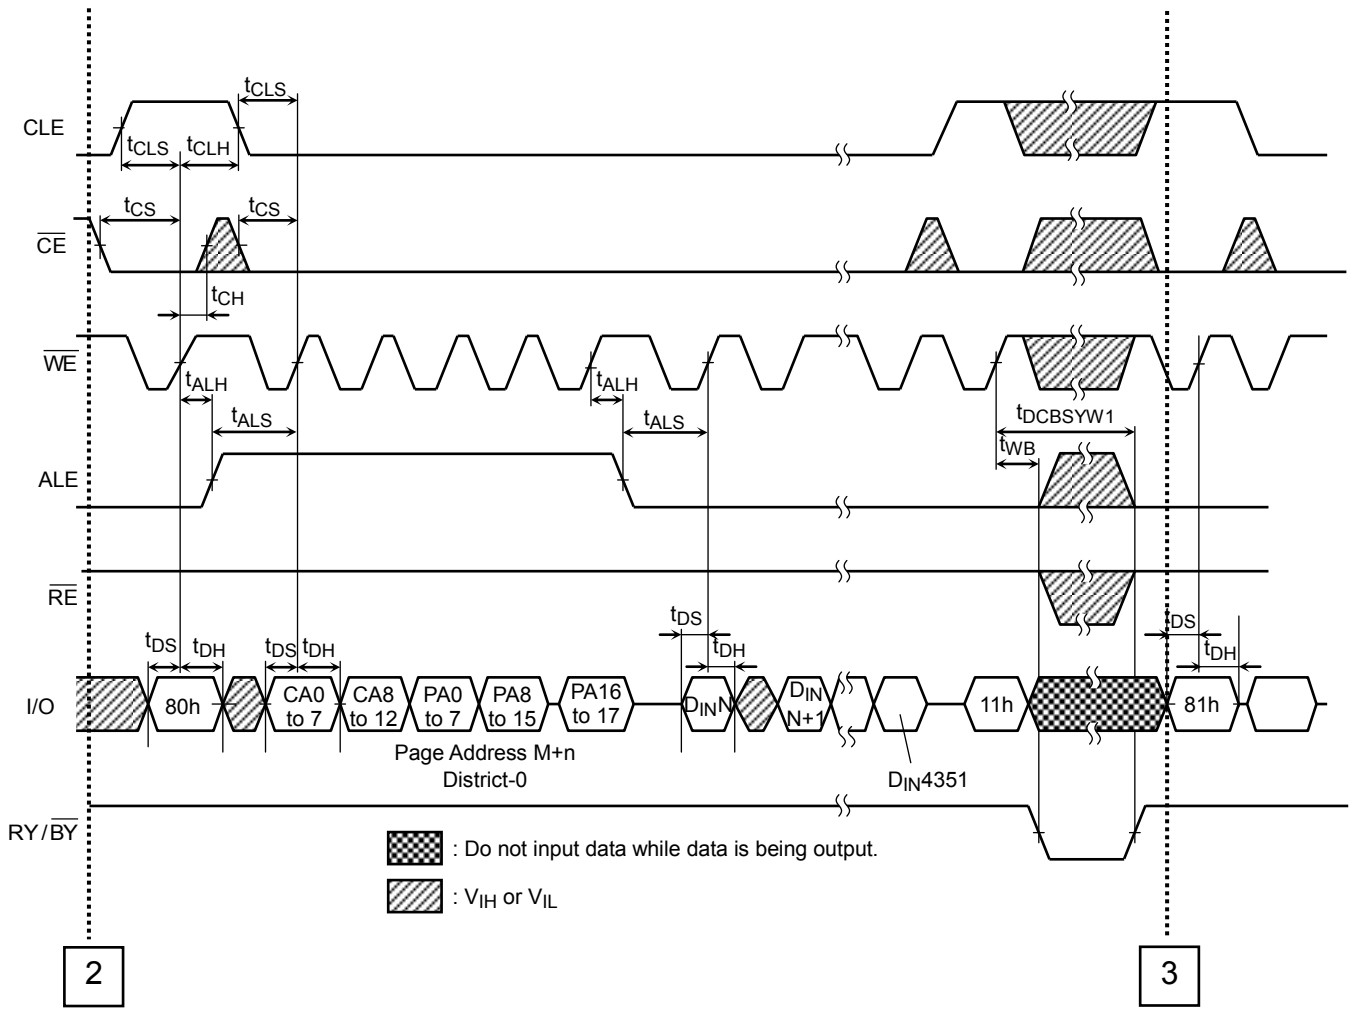 tCLS
CLE
tCLS
tCLH
tCS
tCS
CE
tCH
WE
tALH
tALH
tALS
tALS
tDCBSYW1
tWB
ALE
RE
tDS
tDH
tDS
tDH
tDS
tDH
DS
tDH
I/O
80h
CA0 to 7
CA8 to 12
PA0 to 7
PA8 to 15
PA16 to 17
DINN
DIN N+1
11h
81h
Page Address M+n
District-0
DIN4351
RY/BY
: Do not input data while data is being output.
: VIH or VIL
2
3